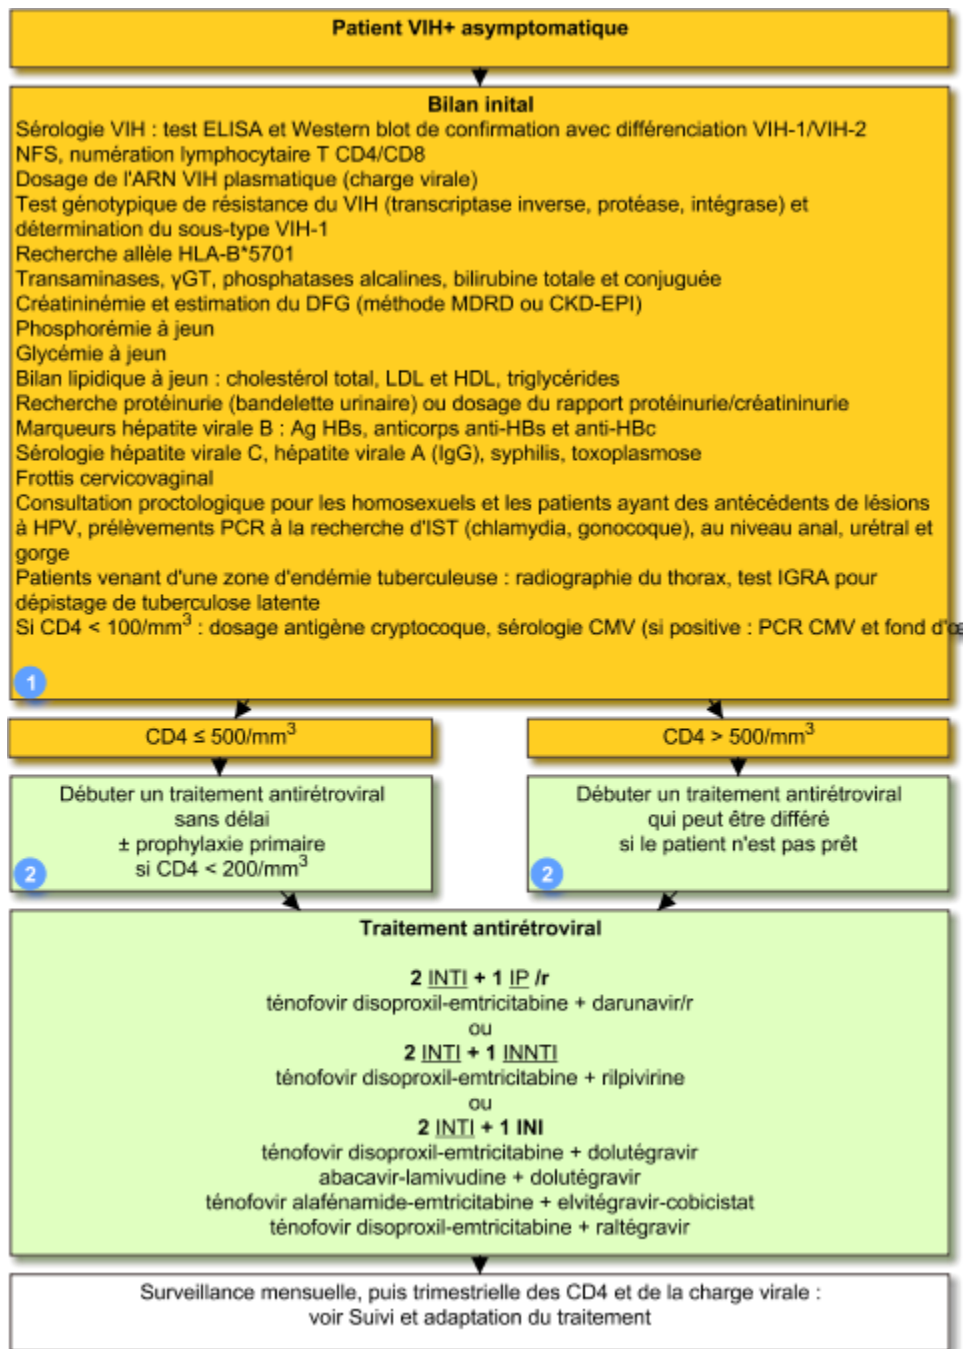 Patient VIH+ asymptomatique
Bilan inital
Sérologie VIH : test ELISA et Western blot de confirmation avec différenciation VIH-1/VIH-2
NFS, numération lymphocytaire T CD4/CD8
Dosage de l'ARN VIH plasmatique (charge virale)
Test génotypique de résistance du VIH (transcriptase inverse, protéase, intégrase) et
détermination du sous-type VIH-1
Recherche allèle HLA-B*5701
Transaminases, γGT, phosphatases alcalines, bilirubine totale et conjuguée
Créatininémie et estimation du DFG (méthode MDRD ou CKD-EPI)
Phosphorémie à jeun
Glycémie à jeun
Bilan lipidique à jeun : cholestérol total, LDL et HDL, triglycérides
Recherche protéinurie (bandelette urinaire) ou dosage du rapport protéinurie/créatininurie
Marqueurs hépatite virale B : Ag HBs, anticorps anti-HBs et anti-HBc
Sérologie hépatite virale C, hépatite virale A (IgG), syphilis, toxoplasmose
Frottis cervicovaginal
Consultation proctologique pour les homosexuels et les patients ayant des antécédents de lésions
à HPV, prélèvements PCR à la recherche d'IST (chlamydia, gonocoque), au niveau anal, urétral et
gorge
Patients venant d'une zone d'endémie tuberculeuse : radiographie du thorax, test IGRA pour
dépistage de tuberculose latente
Si CD4 < 100/mm³ : dosage antigène cryptocoque, sérologie CMV (si positive : PCR CMV et fond
1
CD4 ≤ 500/mm³
CD4 > 500/mm³
Débuter un traitement antirétroviral
sans délai
± prophylaxie primaire
si CD4 < 200/mm³
2
Débuter un traitement antirétroviral
qui peut être différé
si le patient n'est pas prêt
2
Traitement antirétroviral
2 INTI + 1 IP /r
ténofovir disoproxil-emtricitabine + darunavir/r
ou
2 INTI + 1 INNTI
ténofovir disoproxil-emtricitabine + rilpivirine
ou
2 INTI + 1 INI
ténofovir disoproxil-emtricitabine + dolutégravir
abacavir-lamivudine + dolutégravir
ténofovir alafénamide-emtricitabine + elvitégravir-cobicistat
ténofovir disoproxil-emtricitabine + raltégravir
Surveillance mensuelle, puis trimestrielle des CD4 et de la charge virale :
voir Suivi et adaptation du traitement